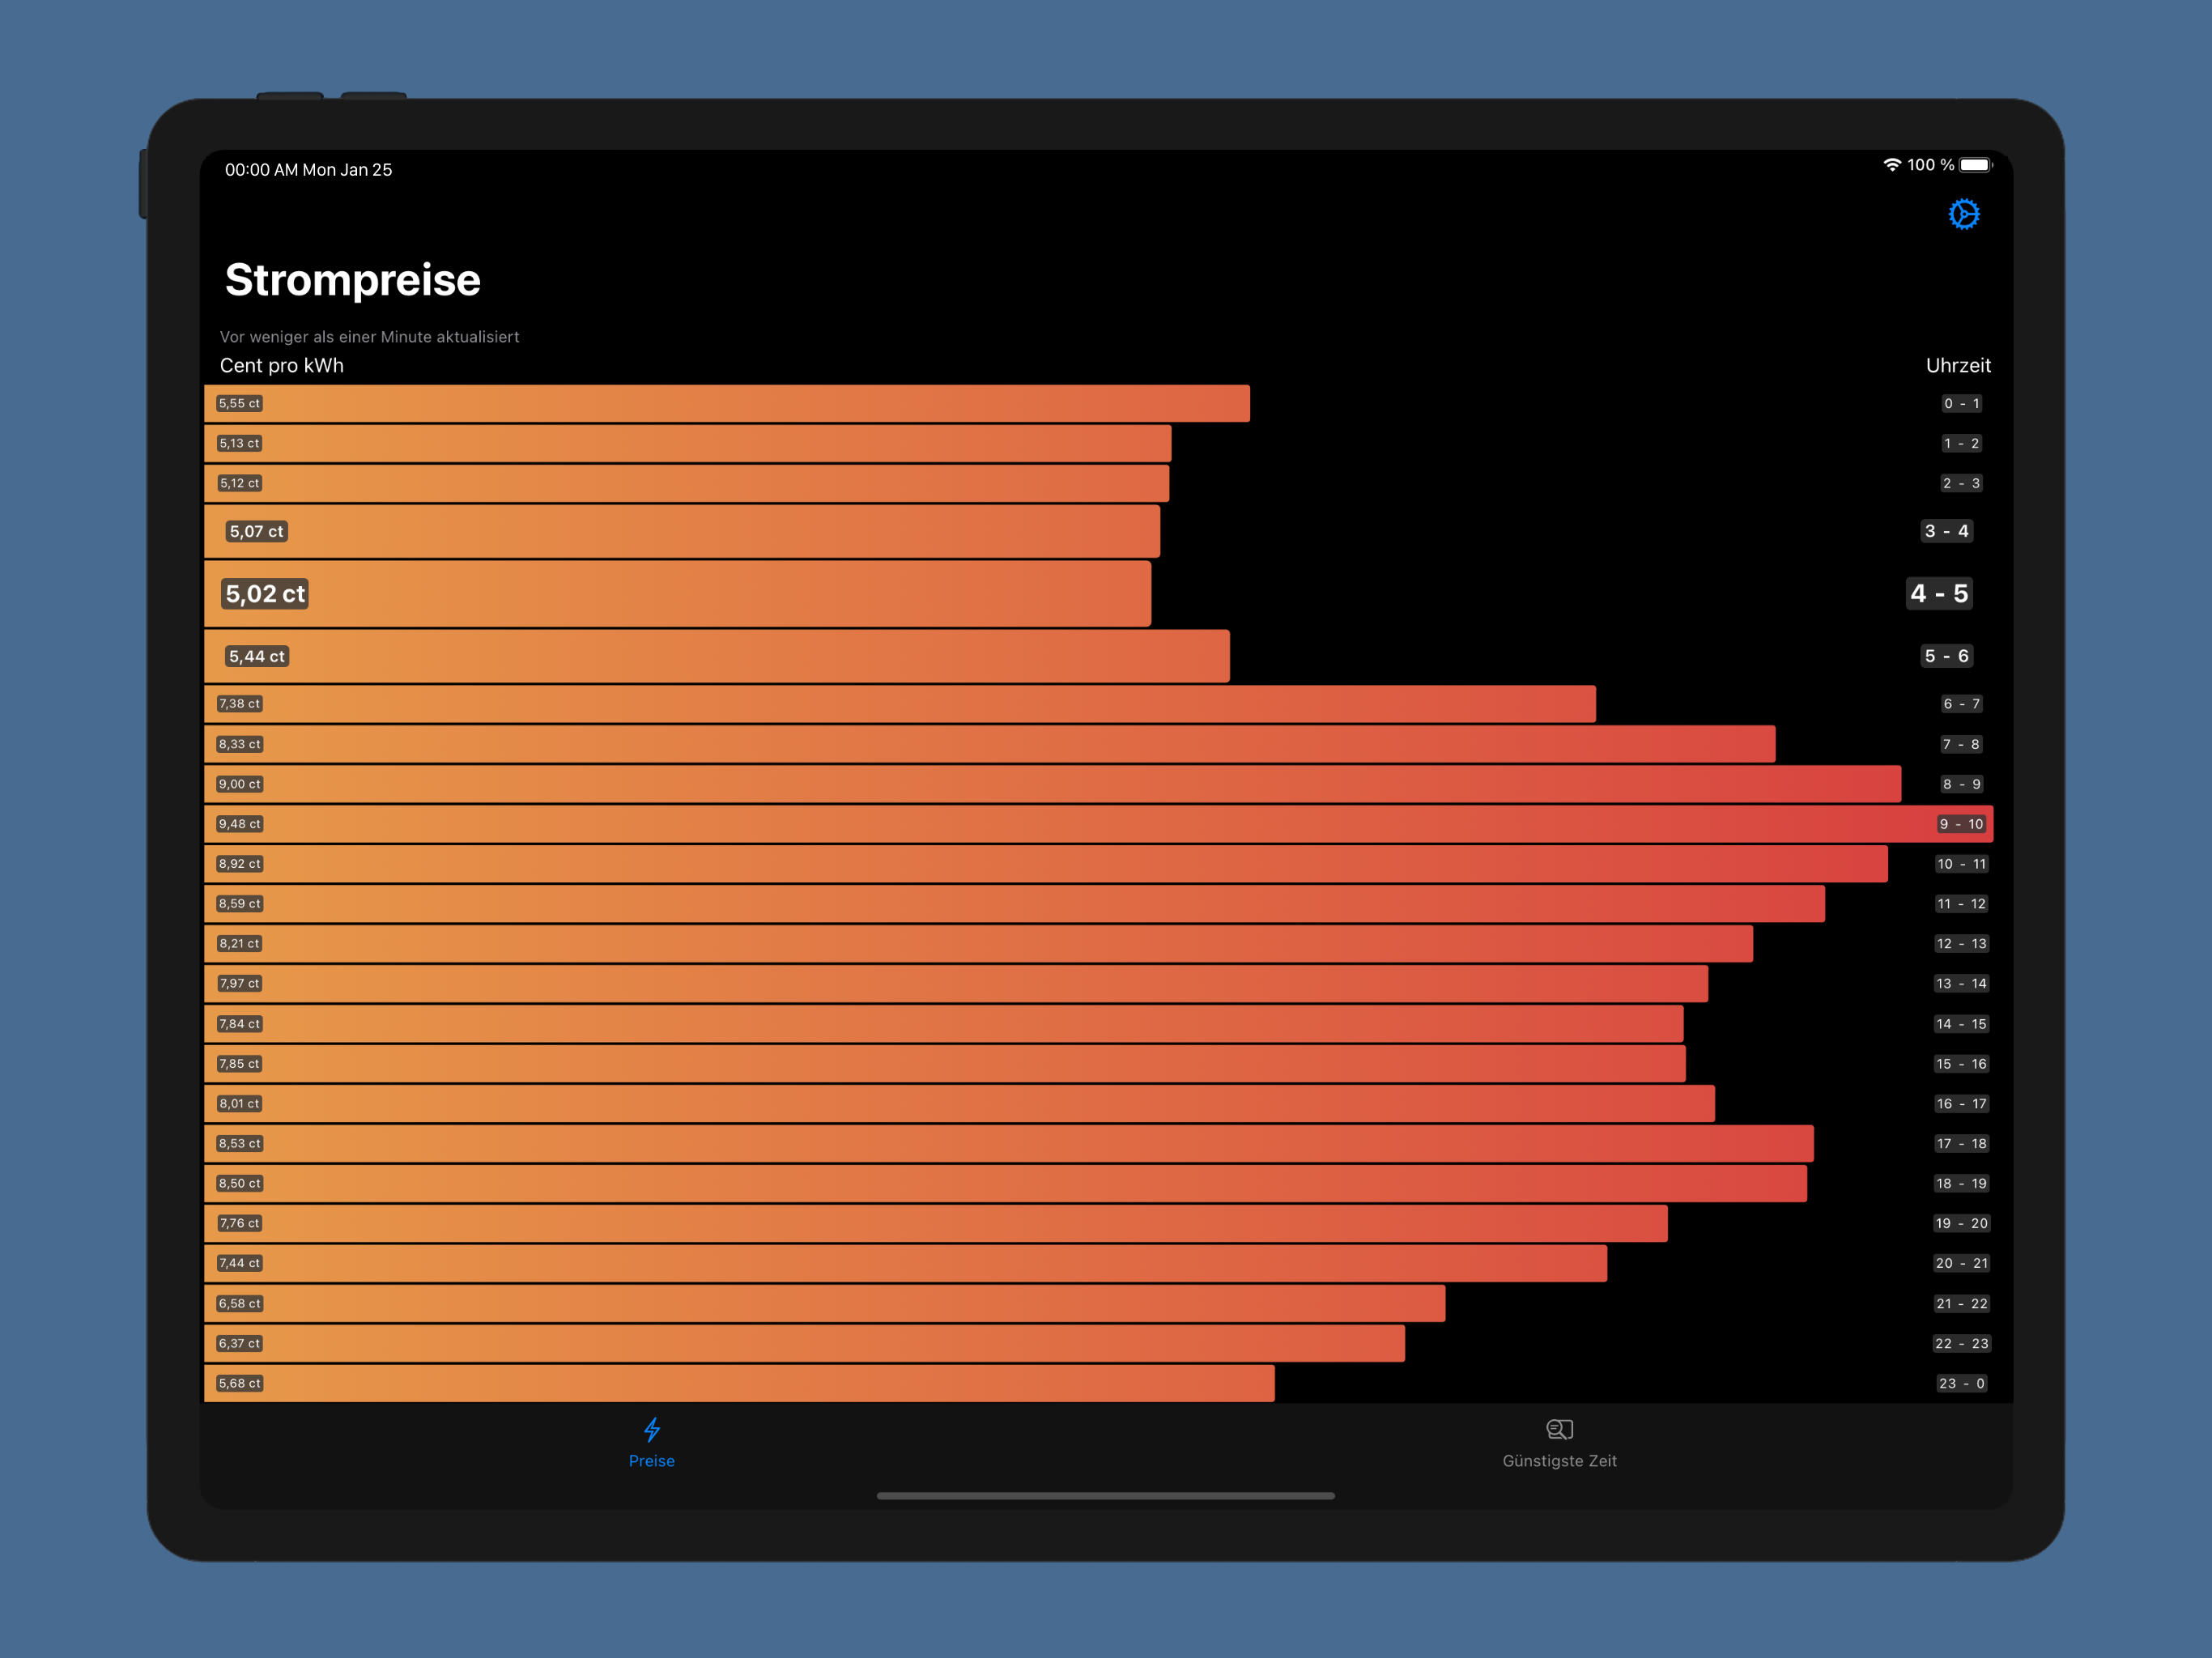 00:00 AM Mon Jan 25
100 %
Strompreise
Vor weniger als einer Minute aktualisiert
Cent pro kWh Uhrzeit
5,55 ct 0 - 1
5,13 ct 1 - 2
5,12 ct 2 - 3
5,07 ct 3 - 4
5,02 ct 4 - 5
5,44 ct 5 - 6
7,38 ct 6 - 7
8,33 ct 7 - 8
9,00 ct 8 - 9
9,48 ct 9 - 10
8,92 ct 10 - 11
8,59 ct 11 - 12
8,21 ct 12 - 13
7,97 ct 13 - 14
7,84 ct 14 - 15
7,85 ct 15 - 16
8,01 ct 16 - 17
8,53 ct 17 - 18
8,50 ct 18 - 19
7,76 ct 19 - 20
7,44 ct 20 - 21
6,58 ct 21 - 22
6,37 ct 22 - 23
5,68 ct 23 - 0
Preise Günstigste Zeit